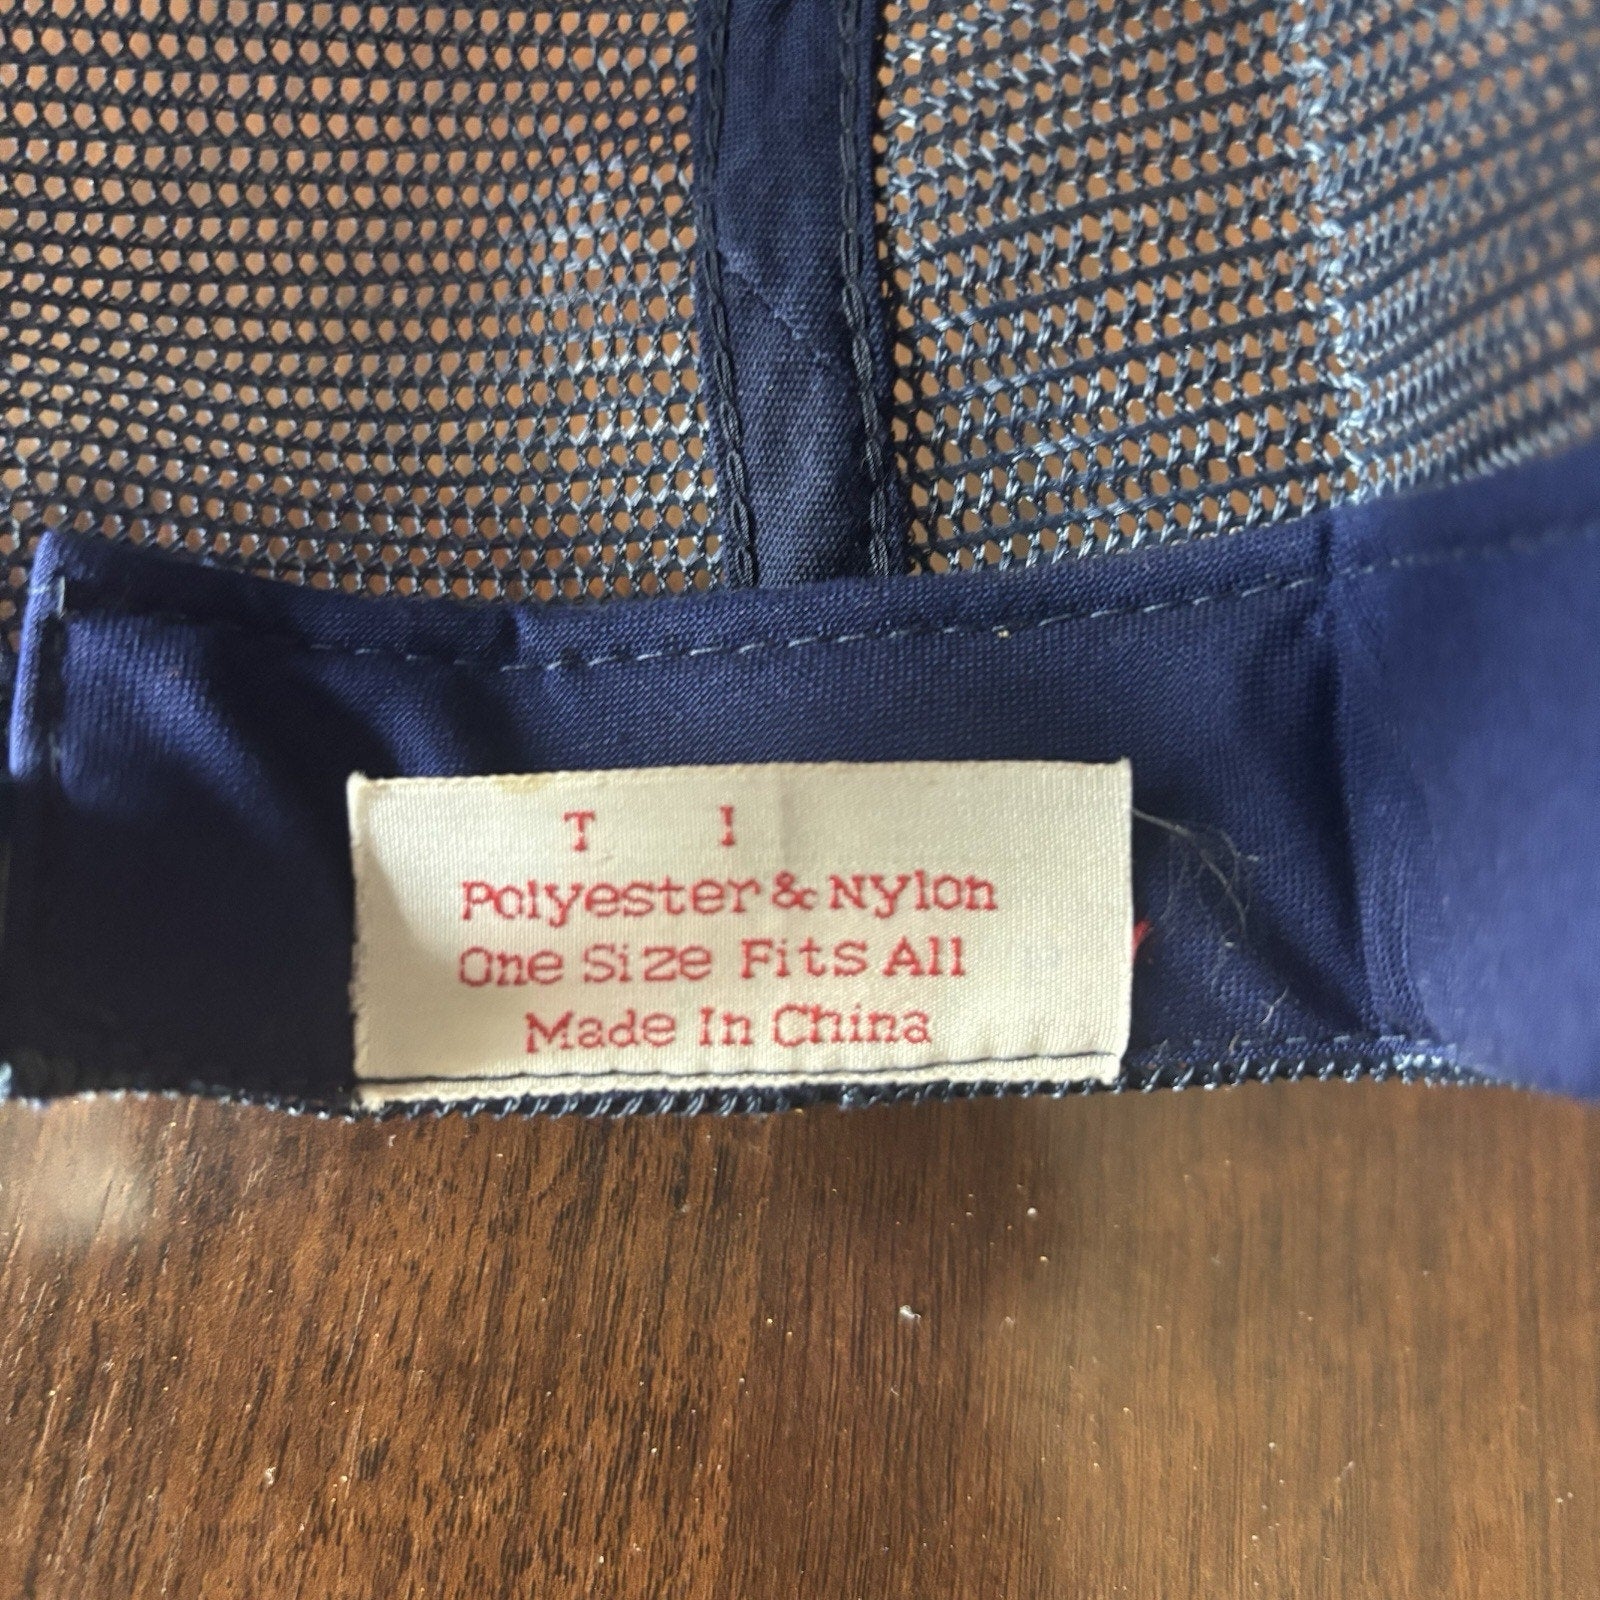 T I
Polyester & Nylon
One Size Fits All
Made In China